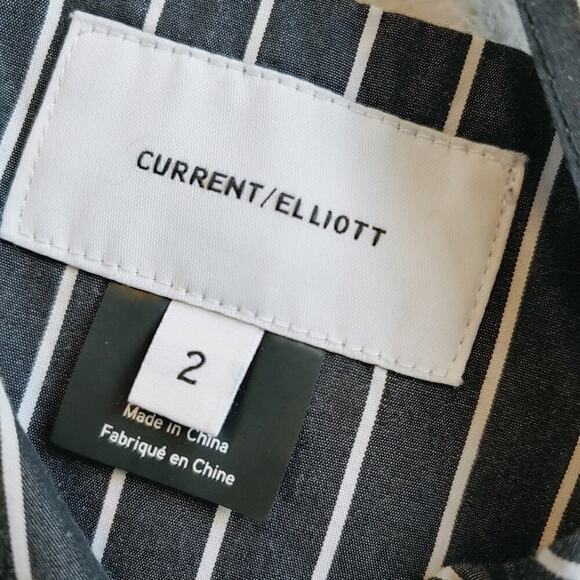 CURRENT/ELLIOTT
2
Made in China
Fabriqué en Chine